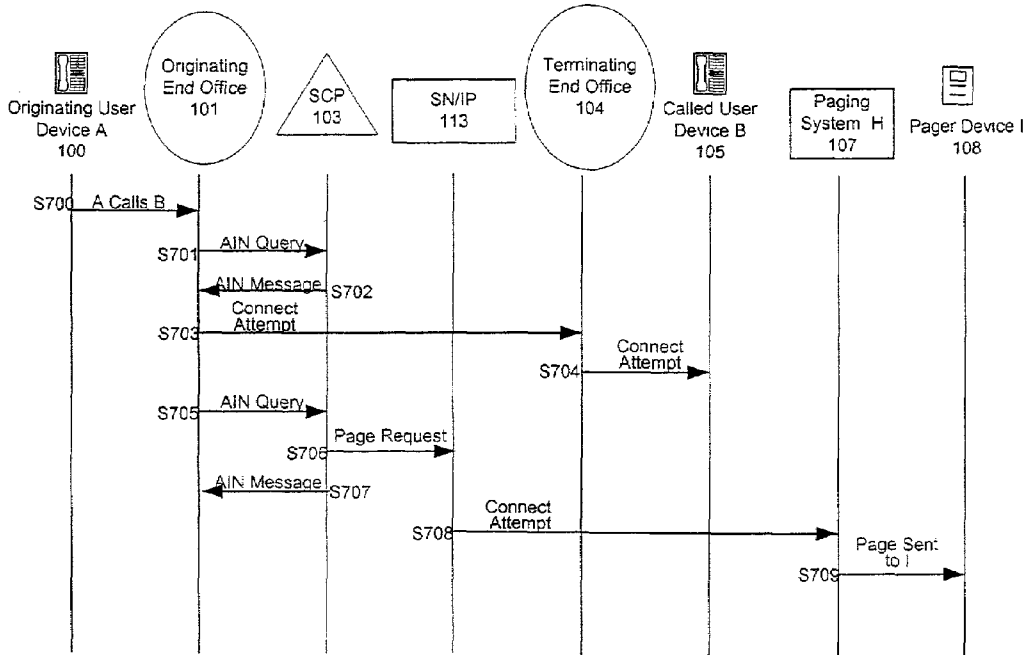 Originating User
Device A
100
Originating
End Office
101
SCP
103
SN/IP
113
Terminating
End Office
104
Called User
Device B
105
Paging
System H
107
Pager Device I
108
S700 A Calls B
S701 AIN Query
AIN Message S702
S703 Connect
Attempt
S704 Connect
Attempt
S705 AIN Query
S706 Page Request
AIN Message S707
S708 Connect
Attempt
S709 Page Sent
to I